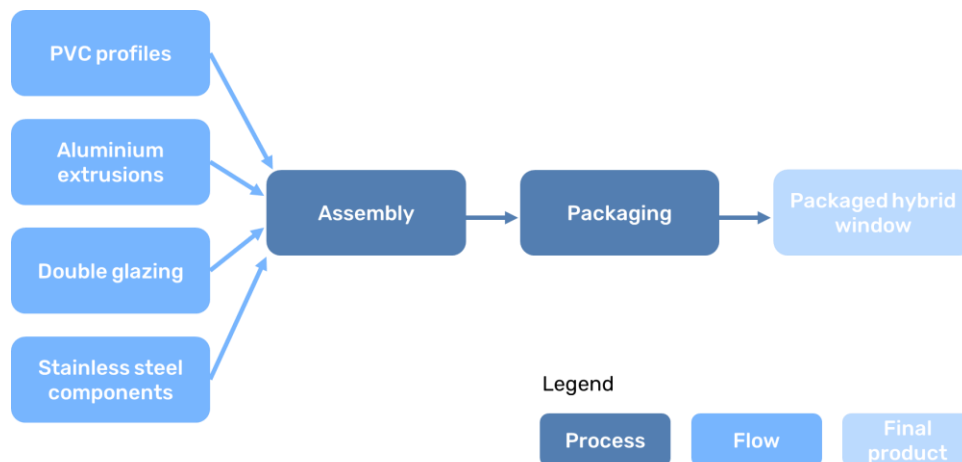 PVC profiles
Aluminium
extrusions
Double glazing
Stainless steel
components
Assembly
Packaging
Packaged hybrid
window
Legend
Process
Flow
Final
product